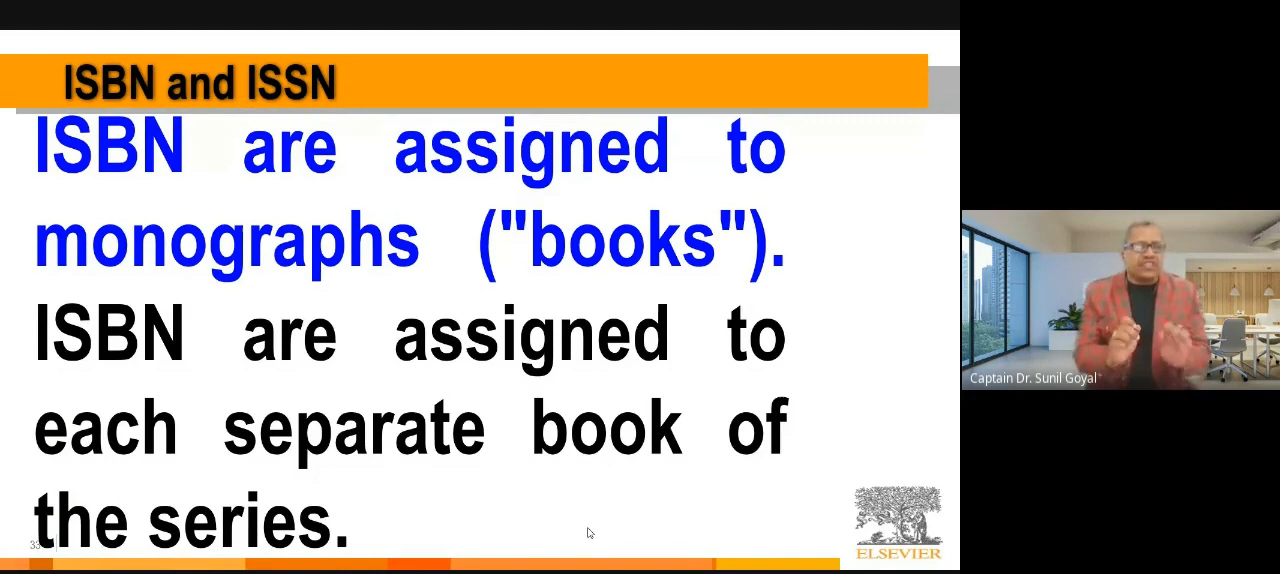 ISBN and ISSN
ISBN are assigned to
monographs ("books").
ISBN are assigned to
each separate book of
the series.
ELSEVIER
Captain Dr. Sunil Goyal